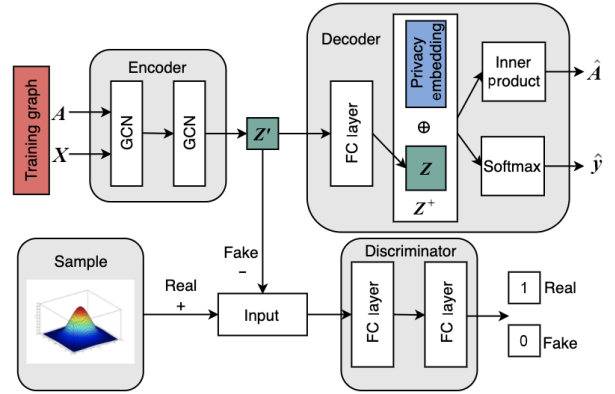 Training graph
A
X
Encoder
GCN
GCN
Z'
Decoder
FC layer
Privacy
embedding
⊕
Z
Z⁺
Inner
product
Softmax
Â
ŷ
Sample
Real
+
Fake
−
Input
Discriminator
FC layer
FC layer
1 Real
0 Fake